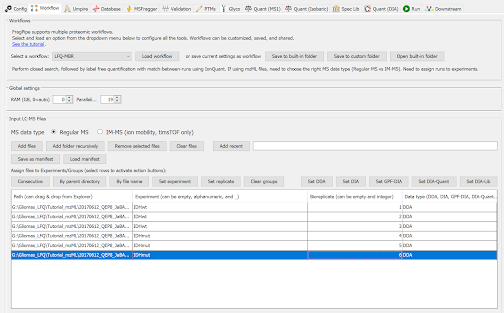 Config Workflow Umpire Database MSFragger Validation PTMs Glyco Quant (MS1) Quant (Isobaric) Spec Lib Quant (DIA) Run Downstream
Workflows
FragPipe supports multiple proteomic workflows.
Select and load an option from the dropdown menu below to configure all the tools. Workflows can be customized, saved, and shared.
See the tutorial.
Select a workflow: LFQ-MBR Load workflow or save current settings as workflow Save to built-in folder Save to custom folder Open built-in folder
Perform closed search, followed by label free quantification with match-between-runs using IonQuant. If using mzML files, need to choose the right MS data type (Regular MS vs IM-MS). Need to assign runs to experiments.
Global settings
RAM (GB, 0=auto) 0 Parallel... 19
Input LC-MS Files
MS data type Regular MS IM-MS (ion mobility, timsTOF only)
Add files Add folder recursively Remove selected files Clear files Add recent
Save as manifest Load manifest
Assign files to Experiments/Groups (select rows to activate action buttons):
Consecutive By parent directory By file name Set experiment Set replicate Clear groups Set DDA Set DIA Set GPF-DIA Set DIA-Quant Set DIA-Lib
Path (can drag & drop from Explorer) Experiment (can be empty, alphanumeric, and _) Bioreplicate (can be empty and integer) Data type (DDA, DIA, GPF-DIA, DIA-Quant...
G:\Gliomas_LFQ\Tutorial_mzML\20170612_QEP8_JaBA... IDHwt 1 DDA
G:\Gliomas_LFQ\Tutorial_mzML\20170612_QEP8_JaBA... IDHwt 2 DDA
G:\Gliomas_LFQ\Tutorial_mzML\20170612_QEP8_JaBA... IDHwt 3 DDA
G:\Gliomas_LFQ\Tutorial_mzML\20170612_QEP8_JaBA... IDHmut 4 DDA
G:\Gliomas_LFQ\Tutorial_mzML\20170612_QEP8_JaBA... IDHmut 5 DDA
G:\Gliomas_LFQ\Tutorial_mzML\20170612_QEP8_JaBA... IDHmut 6 DDA